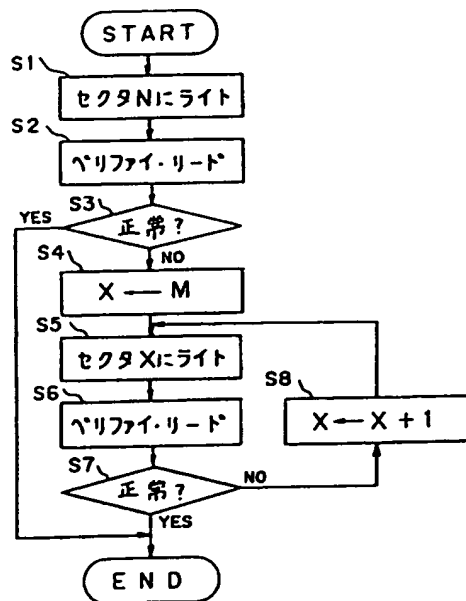 START
S1
セクタNにライト
S2
ベリファイ・リード
S3
YES
正常?
NO
S4
X ← M
S5
セクタXにライト
S6
ベリファイ・リード
S8
X ← X + 1
S7
正常?
NO
YES
END